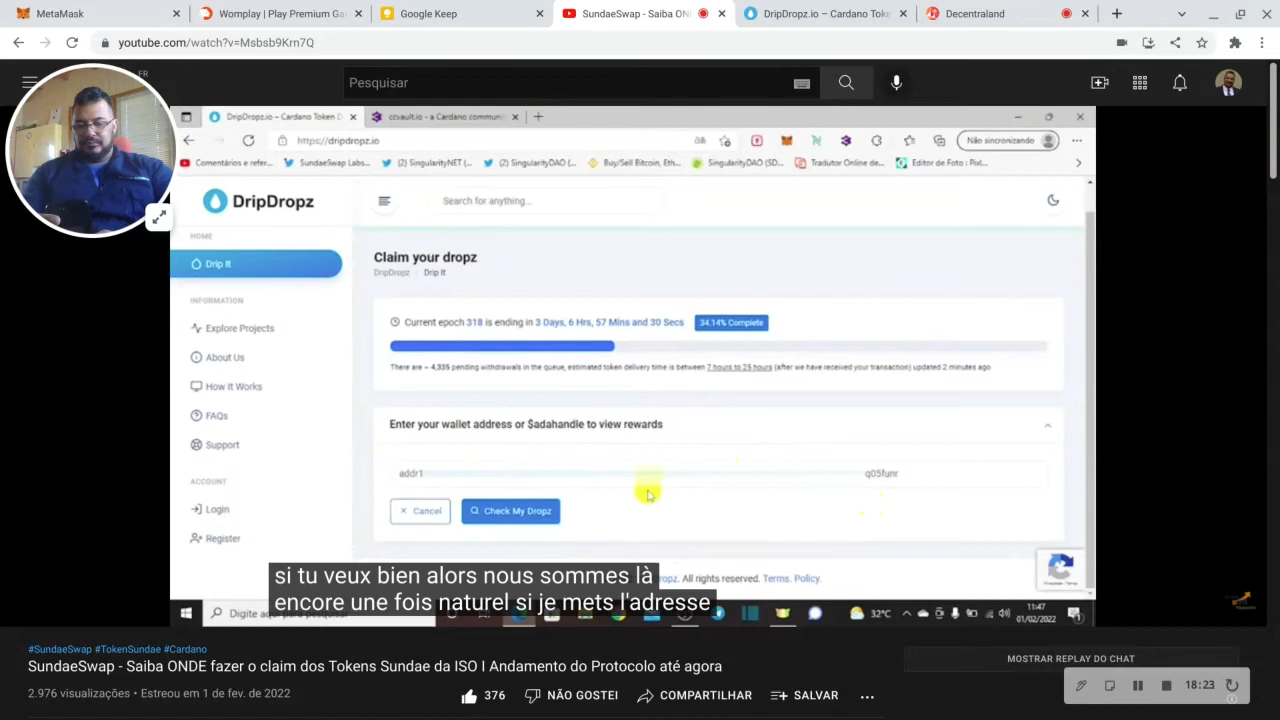 MetaMask
Womplay | Play Premium Ga
Google Keep
SundaeSwap - Saiba ON
DripDropz.io – Cardano Toke
Decentraland
youtube.com/watch?v=Msbsb9Krn7Q
FR
Pesquisar
DripDropz.io – Cardano Token D
ccvault.io - a Cardano communi
https://dripdropz.io
Não sincronizando
Comentários e refer...
SundaeSwap Labs...
(2) SingularityNET (...
(2) SingularityDAO (...
Buy/Sell Bitcoin, Eth...
SingularityDAO (SD...
Tradutor Online de...
Editor de Foto : Pixl...
DripDropz
Search for anything...
HOME
Drip It
INFORMATION
Explore Projects
About Us
How It Works
FAQs
Support
ACCOUNT
Login
Register
Claim your dropz
DripDropz
Drip It
Current epoch 318 is ending in 3 Days, 6 Hrs, 57 Mins and 30 Secs
34.14% Complete
There are ~ 4,335 pending withdrawals in the queue, estimated token delivery time is between 7 hours to 25 hours (after we have received your transaction) updated 2 minutes ago
Enter your wallet address or $adahandle to view rewards
addr1
q05funr
Cancel
Check My Dropz
opz. All rights reserved. Terms. Policy.
si tu veux bien alors nous sommes là
encore une fois naturel si je mets l'adresse
Digite aq
32°C
11:47
01/02/2022
#SundaeSwap #TokenSundae #Cardano
SundaeSwap - Saiba ONDE fazer o claim dos Tokens Sundae da ISO I Andamento do Protocolo até agora
2.976 visualizações • Estreou em 1 de fev. de 2022
376
NÃO GOSTEI
COMPARTILHAR
SALVAR
MOSTRAR REPLAY DO CHAT
18:23